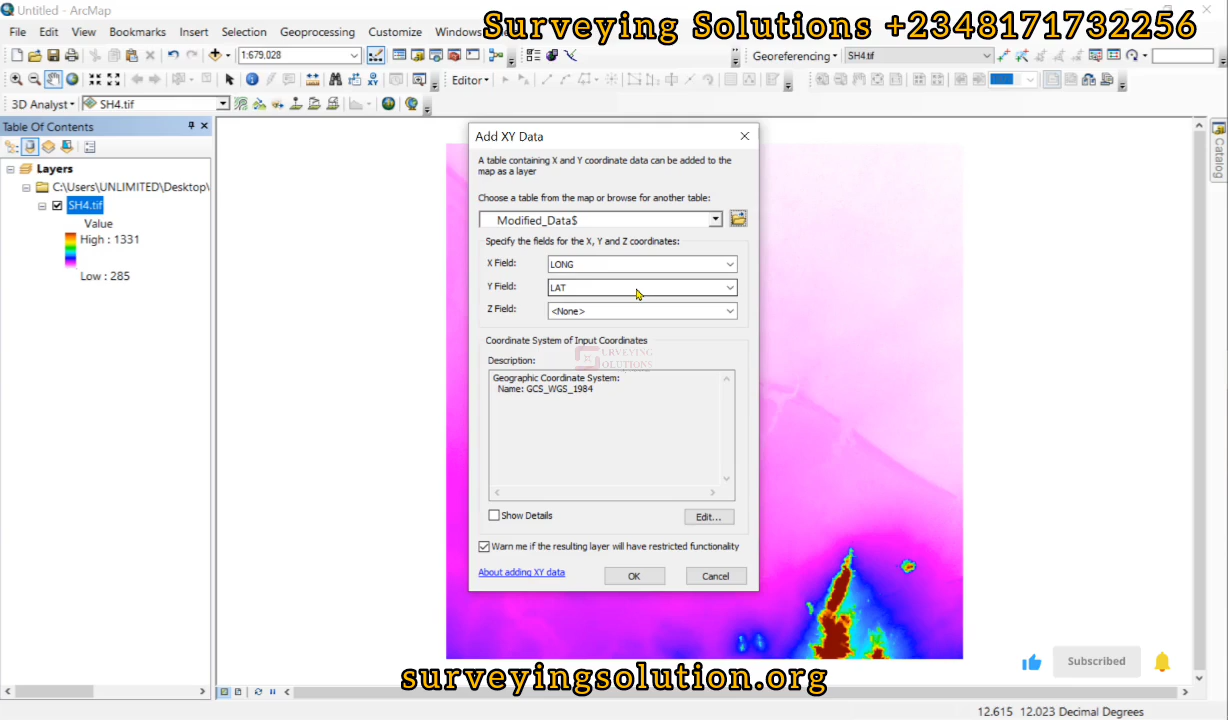 Untitled - ArcMap
Surveying Solutions +2348171732256
File Edit View Bookmarks Insert Selection Geoprocessing Customize Windows
1:679,028
Georeferencing SH4.tif
Editor
3D Analyst SH4.tif
Table Of Contents
Layers
C:\Users\UNLIMITED\Desktop\
SH4.tif
Value
High : 1331
Low : 285
Add XY Data
A table containing X and Y coordinate data can be added to the
map as a layer
Choose a table from the map or browse for another table:
Modified_Data$
Specify the fields for the X, Y and Z coordinates:
X Field: LONG
Y Field: LAT
Z Field: <None>
Coordinate System of Input Coordinates
SURVEYING
SOLUTIONS
Description:
Geographic Coordinate System:
Name: GCS_WGS_1984
Show Details
Edit...
Warn me if the resulting layer will have restricted functionality
About adding XY data
OK
Cancel
Catalog
Subscribed
surveyingsolution.org
12.615 12.023 Decimal Degrees